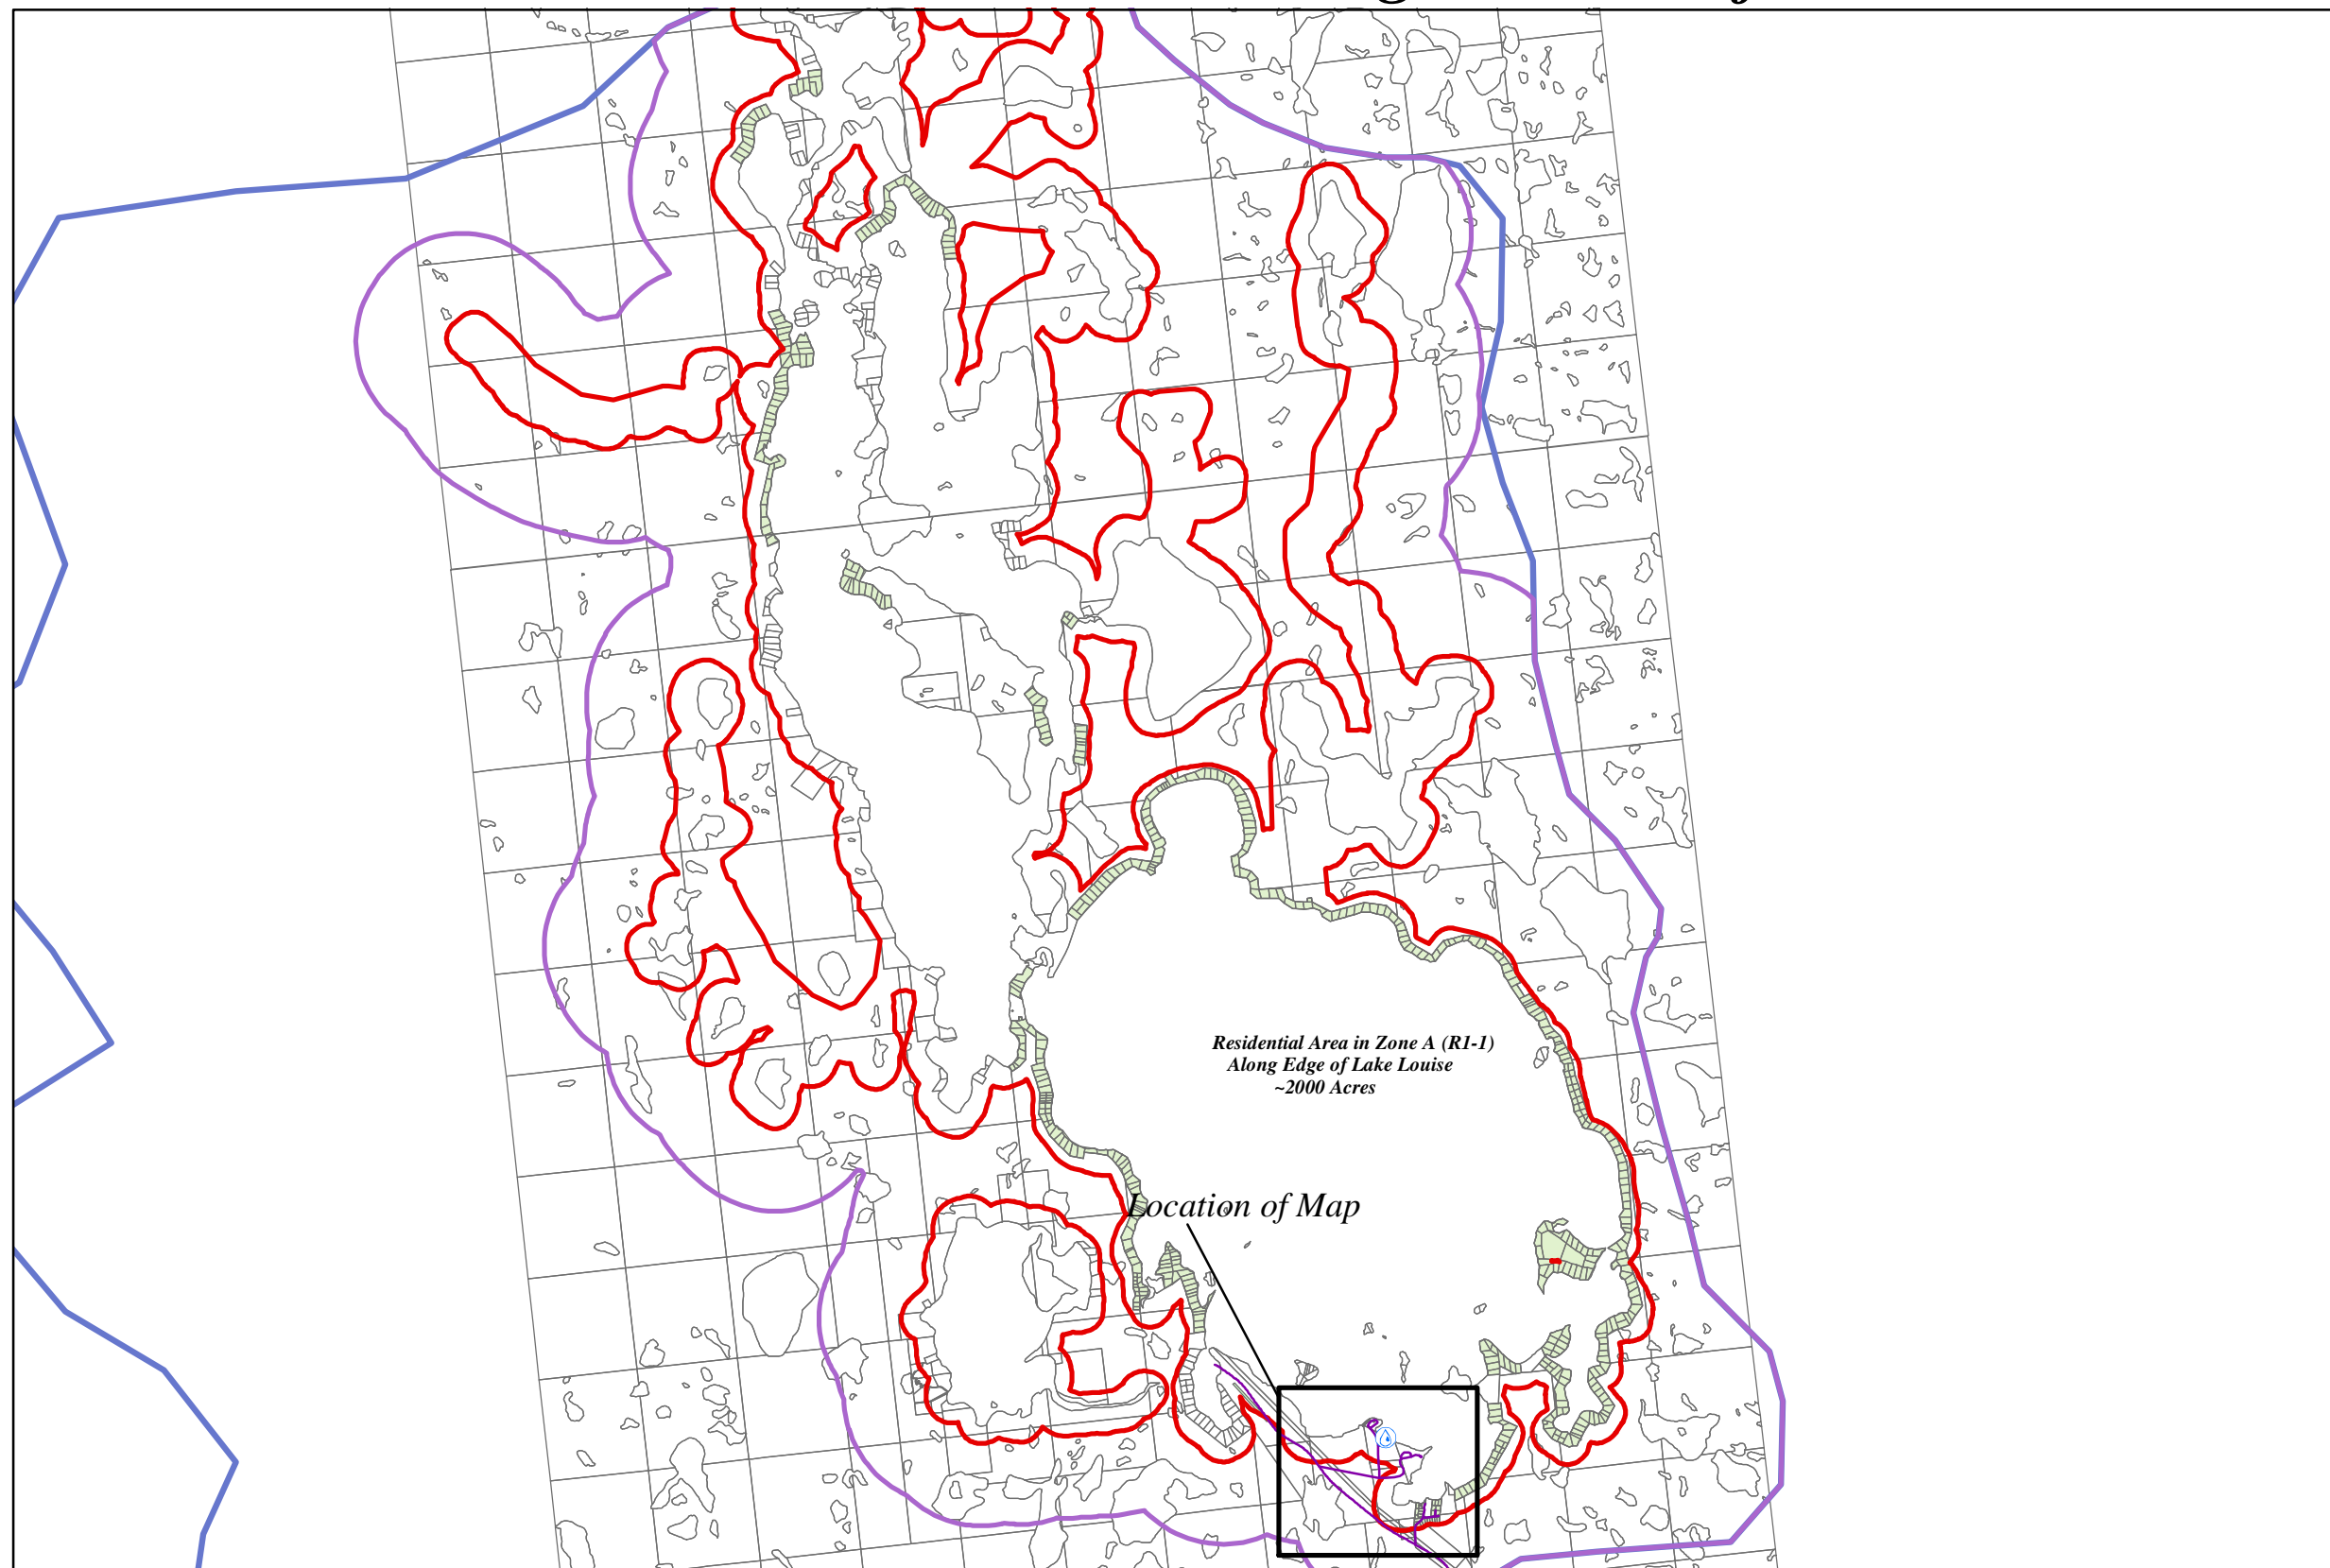 Residential Area in Zone A (R1-1)
Along Edge of Lake Louise
~2000 Acres
Location of Map